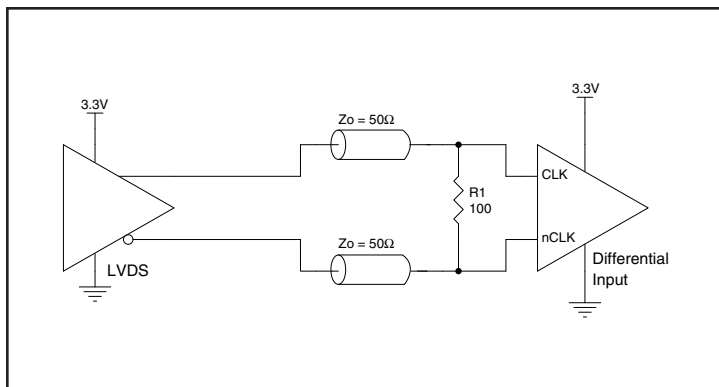 3.3V
3.3V
Zo = 50Ω
CLK
R1
100
nCLK
Zo = 50Ω
LVDS
Differential
Input